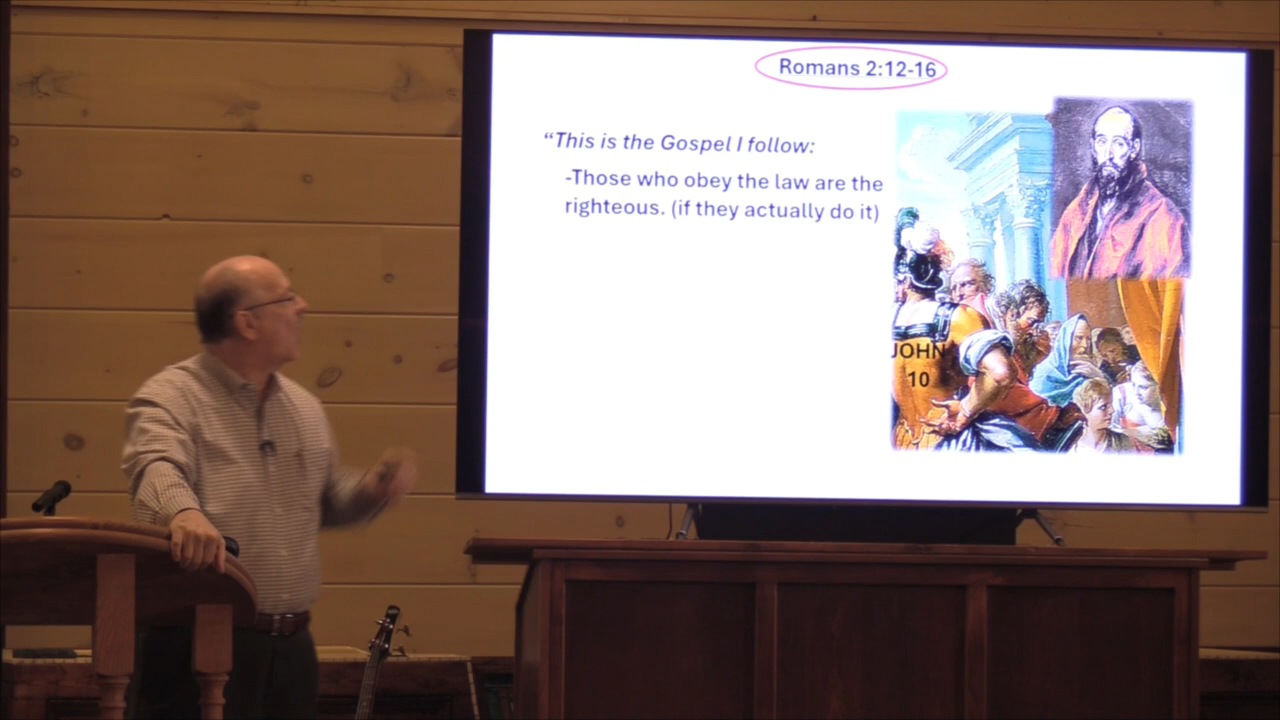 Romans 2:12-16
“This is the Gospel I follow:
-Those who obey the law are the
righteous. (if they actually do it)
JOHN
10